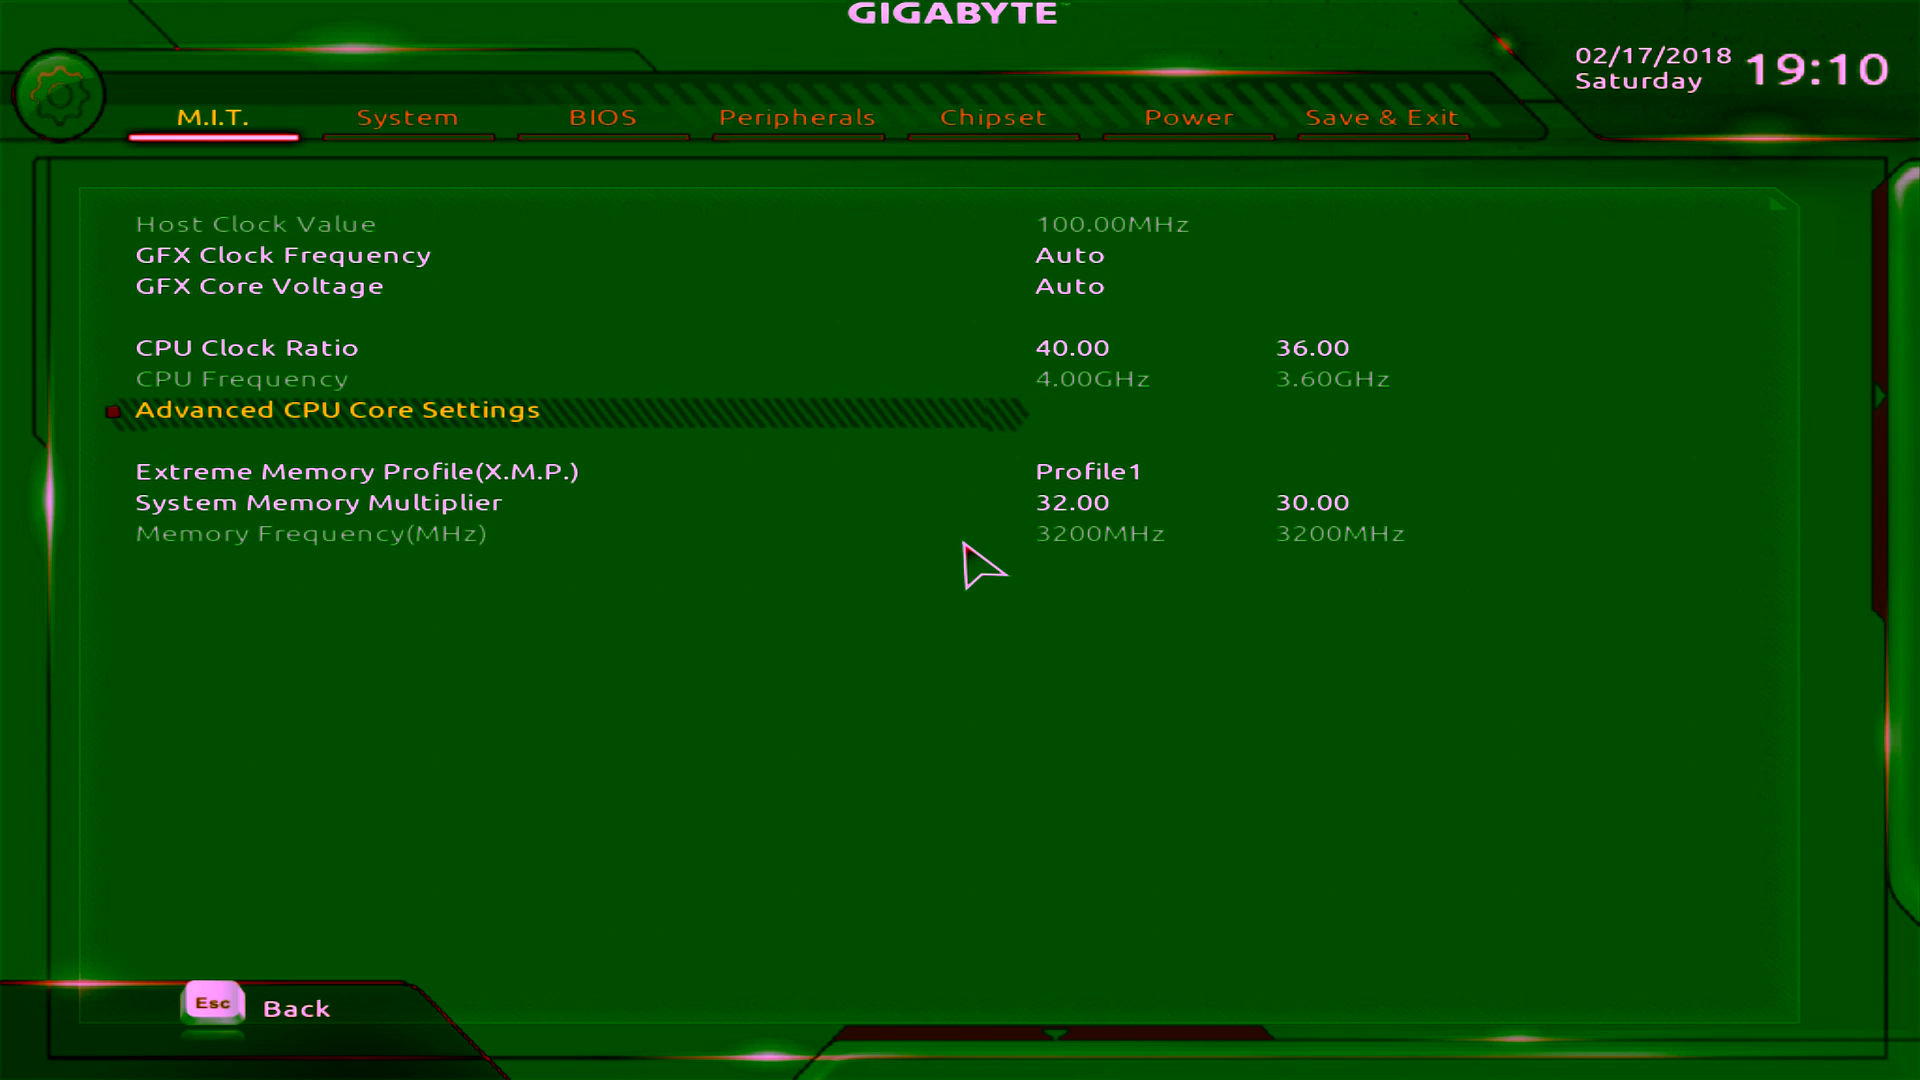 GIGABYTE
02/17/2018
Saturday
19:10
M.I.T. System BIOS Peripherals Chipset Power Save & Exit
Host Clock Value 100.00MHz
GFX Clock Frequency Auto
GFX Core Voltage Auto
CPU Clock Ratio 40.00 36.00
CPU Frequency 4.00GHz 3.60GHz
Advanced CPU Core Settings
Extreme Memory Profile(X.M.P.) Profile1
System Memory Multiplier 32.00 30.00
Memory Frequency(MHz) 3200MHz 3200MHz
Esc Back